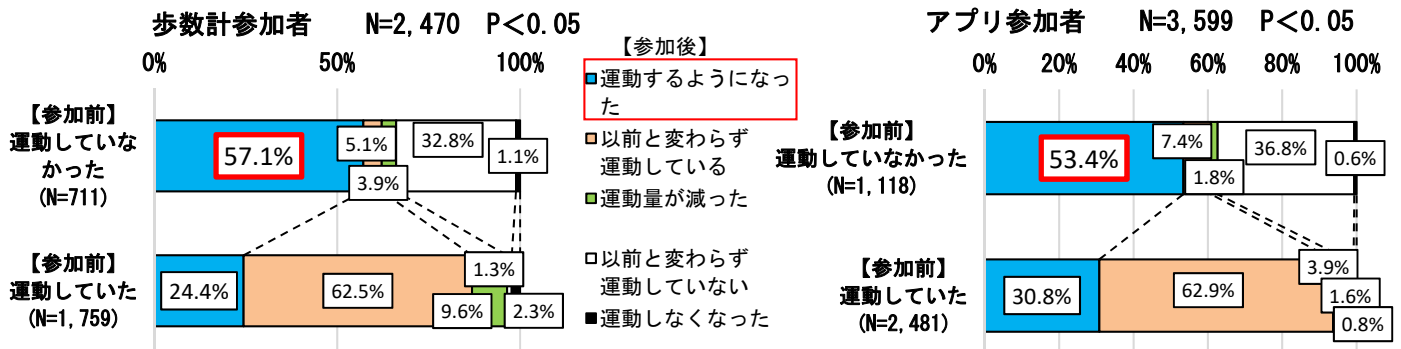 歩数計参加者 N=2,470 P<0.05
0% 50% 100%
【参加前】
運動していな
かった
(N=711)
57.1%
5.1%
3.9%
32.8%
1.1%
【参加前】
運動していた
(N=1,759)
24.4%
62.5%
9.6%
1.3%
2.3%
【参加後】
運動するようになっ
た
以前と変わらず
運動している
運動量が減った
以前と変わらず
運動していない
運動しなくなった
アプリ参加者 N=3,599 P<0.05
0% 20% 40% 60% 80% 100%
【参加前】
運動していなかった
(N=1,118)
53.4%
7.4%
1.8%
36.8%
0.6%
【参加前】
運動していた
(N=2,481)
30.8%
62.9%
3.9%
1.6%
0.8%